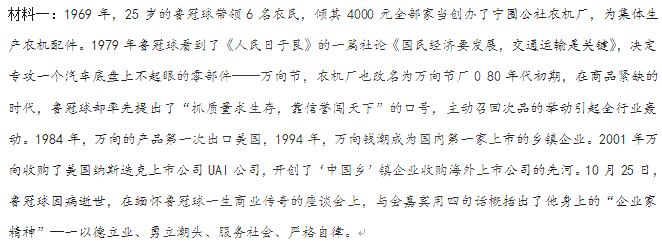 材料一：1969 年，25 岁的鲁冠球带领 6 名农民，倾其 4000 元全部家当创办了宁围公社农机厂，为集体生
产农机配件。1979 年鲁冠球看到了《人民日于艮》的一篇社论《国民经济要发展，交通运输是关键》，决定
专攻一个汽车底盘上不起眼的零部件——万向节，农机厂也改名为万向节厂 0 80 年代初期，在商品紧缺的
时代，鲁冠球却率先提出了“抓质量求生存，靠信誉闯天下”的口号，主动召回次品的举动引起全行业轰
动。1984 年，万向的产品第一次出口美国，1994 年，万向钱潮成为国内第一家上市的乡镇企业。2001 年万
向收购了美国纳斯达克上市公司 UAI 公司，开创了‘中国乡’镇企业收购海外上市公司的先河。10 月 25 日，
鲁冠球因病逝世，在缅怀鲁冠球一生商业传奇的座谈会上，与会嘉宾用四句话概括出了他身上的“企业家
精神”—一以德立业、勇立潮头、服务社会、严格自律。